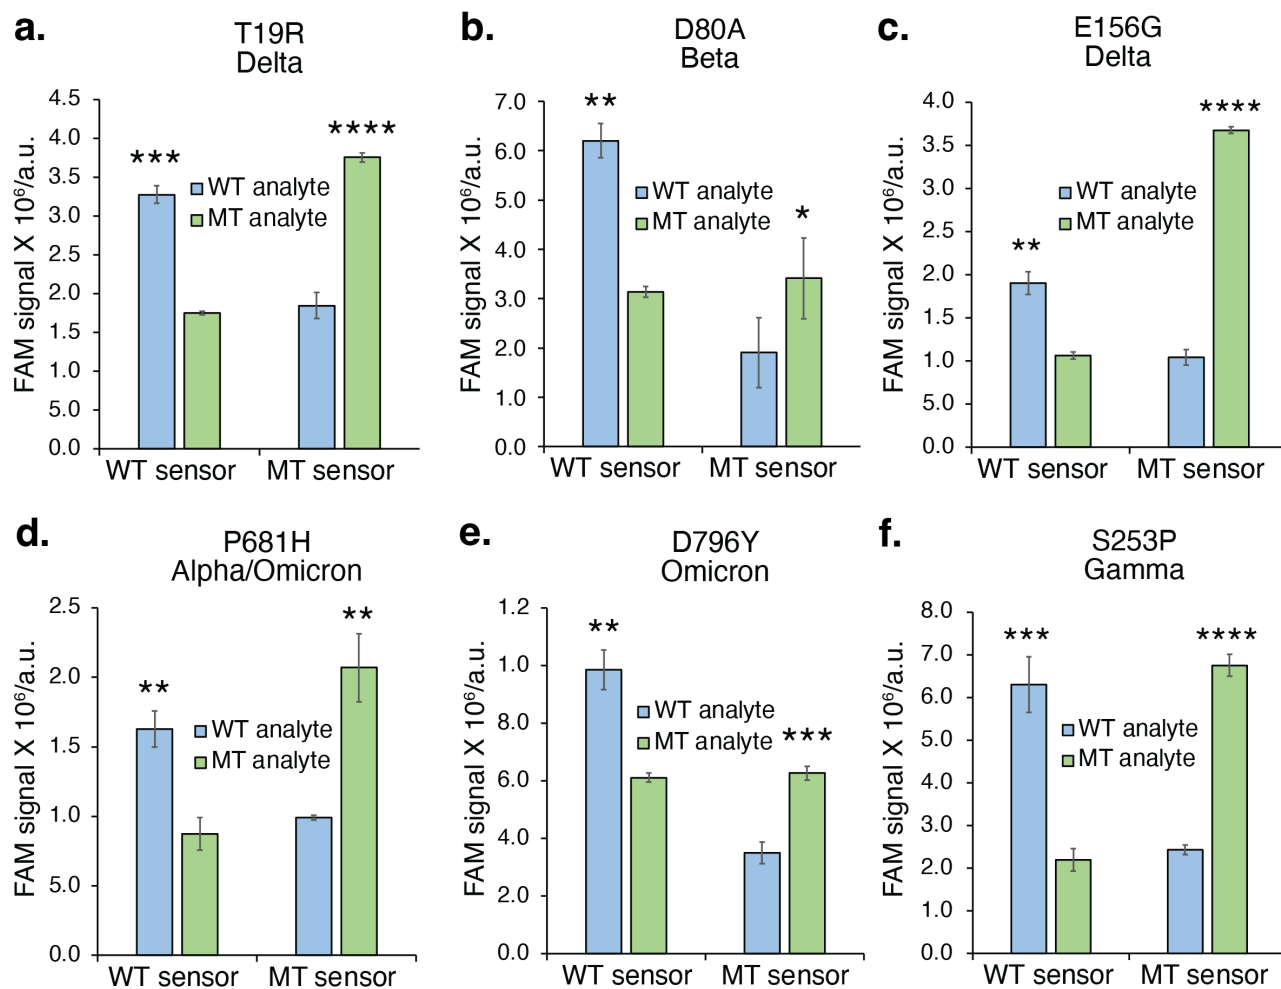 a.
T19R
Delta
FAM signal X 10⁶/a.u.
4.5
4.0
3.5
3.0
2.5
2.0
1.5
1.0
5.0
0.0
***
****
WT analyte
MT analyte
WT sensor
MT sensor
b.
D80A
Beta
FAM signal X 10⁶/a.u.
7.0
6.0
5.0
4.0
3.0
2.0
1.0
0.0
**
*
WT analyte
MT analyte
WT sensor
MT sensor
c.
E156G
Delta
FAM signal X 10⁶/a.u.
4.0
3.5
3.0
2.5
2.0
1.5
1.0
5.0
0.0
**
****
WT analyte
MT analyte
WT sensor
MT sensor
d.
P681H
Alpha/Omicron
FAM signal X 10⁶/a.u.
2.5
2.0
1.5
1.0
5.0
0.0
**
**
WT analyte
MT analyte
WT sensor
MT sensor
e.
D796Y
Omicron
FAM signal X 10⁶/a.u.
1.2
1.0
8.0
6.0
4.0
2.0
0.0
**
***
WT analyte
MT analyte
WT sensor
MT sensor
f.
S253P
Gamma
FAM signal X 10⁶/a.u.
8.0
7.0
6.0
5.0
4.0
3.0
2.0
1.0
0.0
***
****
WT analyte
MT analyte
WT sensor
MT sensor